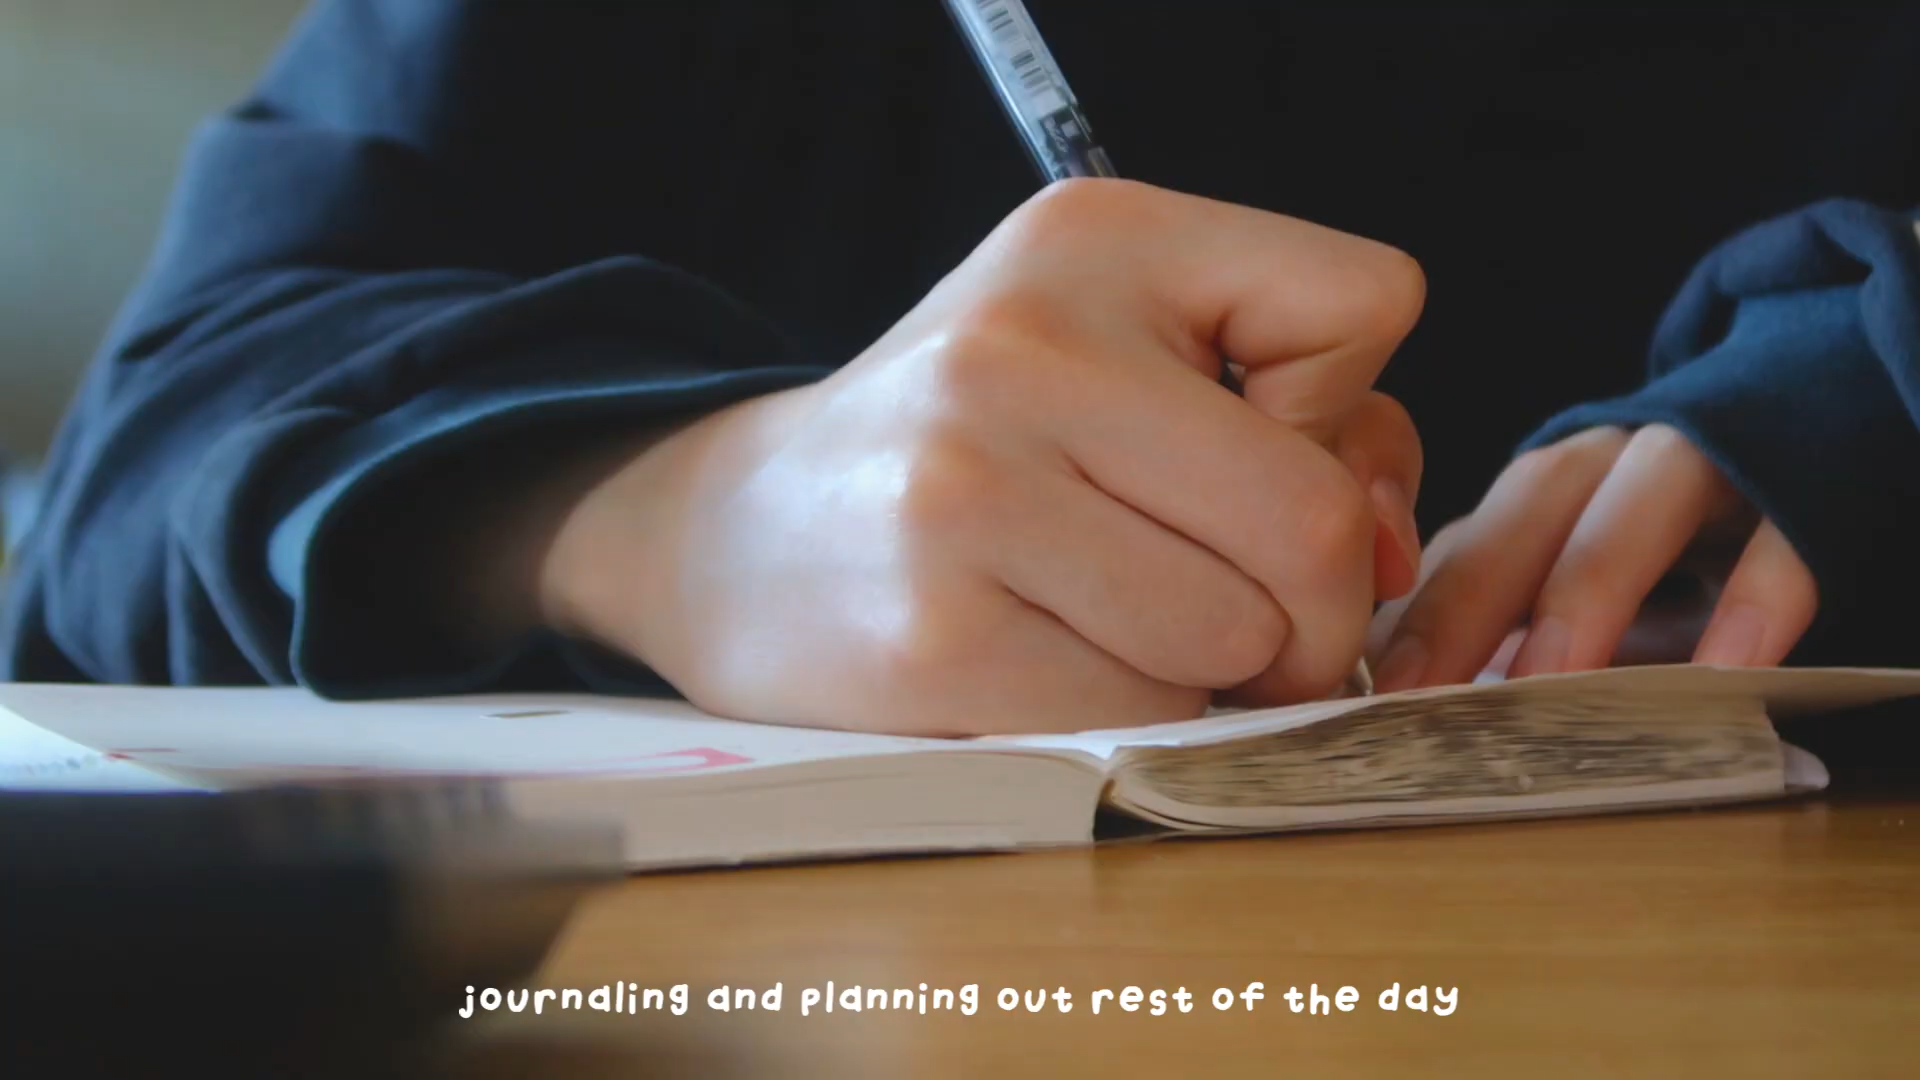 journaling and planning out rest of the day